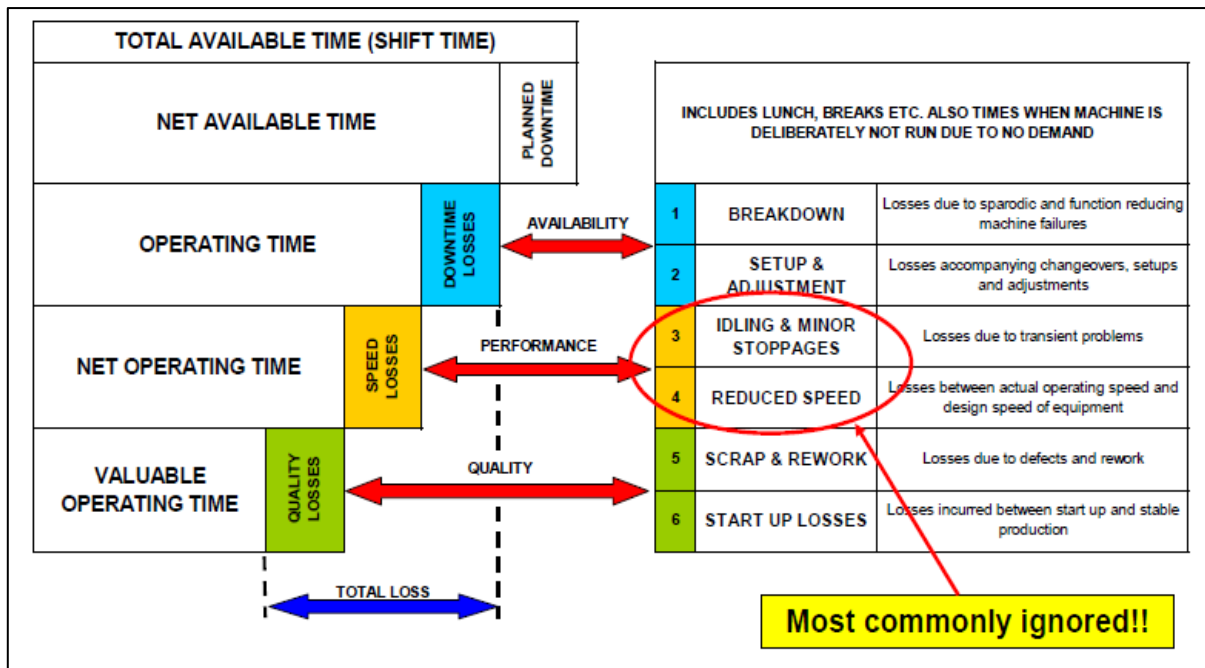 TOTAL AVAILABLE TIME (SHIFT TIME)
NET AVAILABLE TIME
PLANNED
DOWNTIME
INCLUDES LUNCH, BREAKS ETC. ALSO TIMES WHEN MACHINE IS
DELIBERATELY NOT RUN DUE TO NO DEMAND
OPERATING TIME
DOWNTIME
LOSSES
AVAILABILITY
1
BREAKDOWN
Losses due to sparodic and function reducing
machine failures
2
SETUP &
ADJUSTMENT
Losses accompanying changeovers, setups
and adjustments
NET OPERATING TIME
SPEED
LOSSES
PERFORMANCE
3
IDLING & MINOR
STOPPAGES
Losses due to transient problems
4
REDUCED SPEED
Losses between actual operating speed and
design speed of equipment
VALUABLE
OPERATING TIME
QUALITY
LOSSES
QUALITY
5
SCRAP & REWORK
Losses due to defects and rework
6
START UP LOSSES
Losses incurred between start up and stable
production
TOTAL LOSS
Most commonly ignored!!